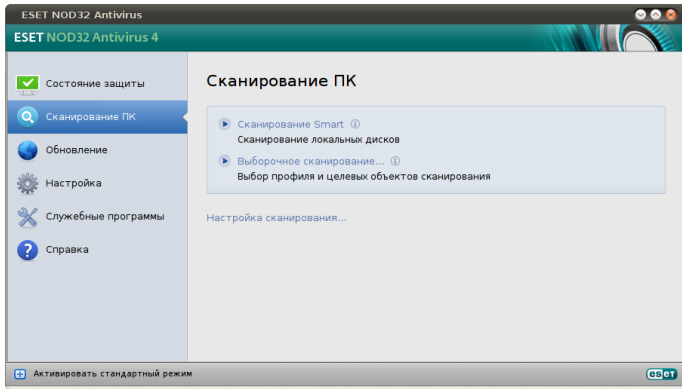 ESET NOD32 Antivirus
ESET NOD32 Antivirus 4
Состояние защиты
Сканирование ПК
Обновление
Настройка
Служебные программы
Справка
Сканирование ПК
Сканирование Smart
Сканирование локальных дисков
Выборочное сканирование...
Выбор профиля и целевых объектов сканирования
Настройка сканирования...
Активировать стандартный режим
eset